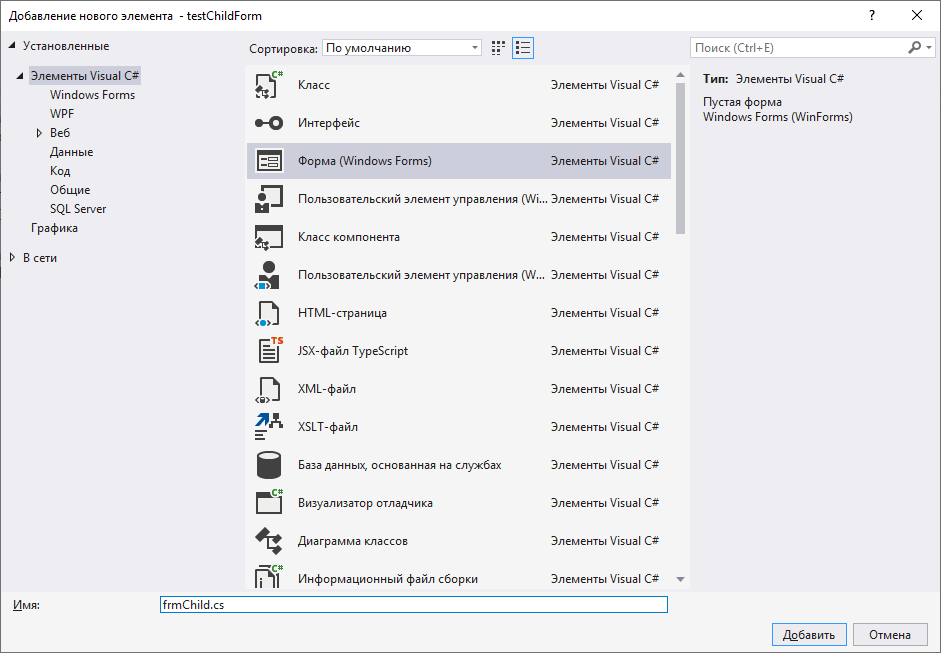 Добавление нового элемента - testChildForm
?
Установленные
Элементы Visual C#
Windows Forms
WPF
Веб
Данные
Код
Общие
SQL Server
Графика
В сети
Сортировка: По умолчанию
C# Класс Элементы Visual C#
Интерфейс Элементы Visual C#
Форма (Windows Forms) Элементы Visual C#
Пользовательский элемент управления (Wi... Элементы Visual C#
Класс компонента Элементы Visual C#
Пользовательский элемент управления (W... Элементы Visual C#
HTML-страница Элементы Visual C#
TS JSX-файл TypeScript Элементы Visual C#
XML-файл Элементы Visual C#
XSLT-файл Элементы Visual C#
База данных, основанная на службах Элементы Visual C#
C# Визуализатор отладчика Элементы Visual C#
Диаграмма классов Элементы Visual C#
C# Информационный файл сборки Элементы Visual C#
Поиск (Ctrl+E)
Тип: Элементы Visual C#
Пустая форма
Windows Forms (WinForms)
Имя: frmChild.cs
Добавить Отмена